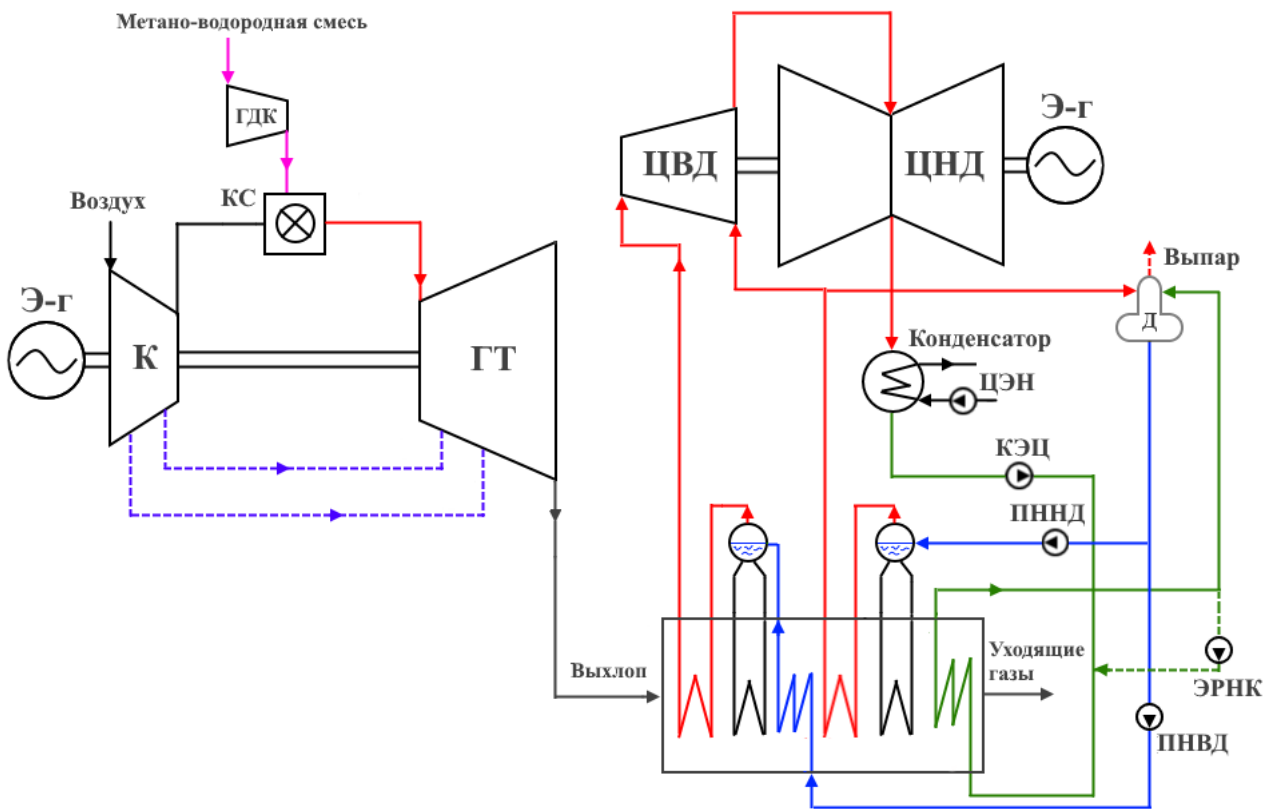 Метано-водородная смесь
ГДК
Э-г
ЦВД
ЦНД
КС
Воздух
Выпар
Э-г
Д
К
ГТ
Конденсатор
ЦЭН
КЭЦ
ПННД
Уходящие
газы
Выхлоп
ЭРНК
ПНВД